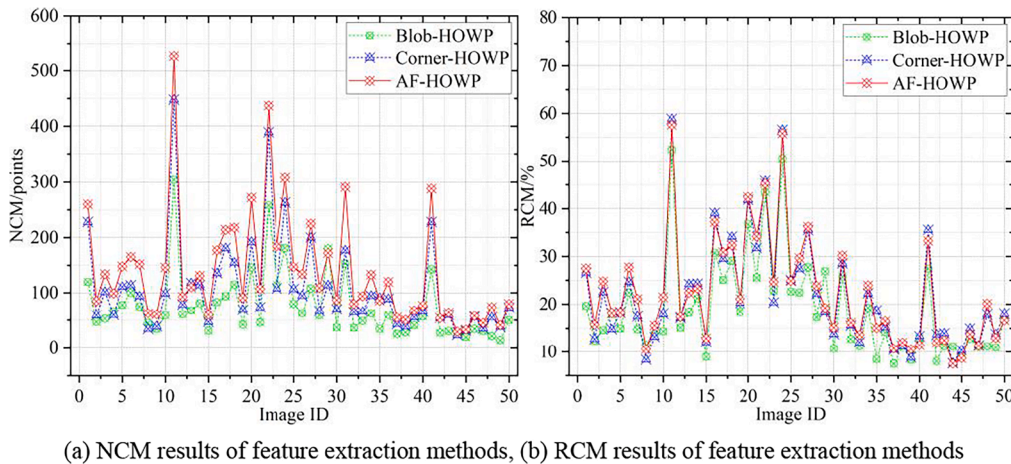 600
500
400
300
200
100
0
NCM/points
0 5 10 15 20 25 30 35 40 45 50
Image ID
Blob-HOWP
Corner-HOWP
AF-HOWP
80
70
60
50
40
30
20
10
RCM/%
0 5 10 15 20 25 30 35 40 45 50
Image ID
Blob-HOWP
Corner-HOWP
AF-HOWP
(a) NCM results of feature extraction methods, (b) RCM results of feature extraction methods